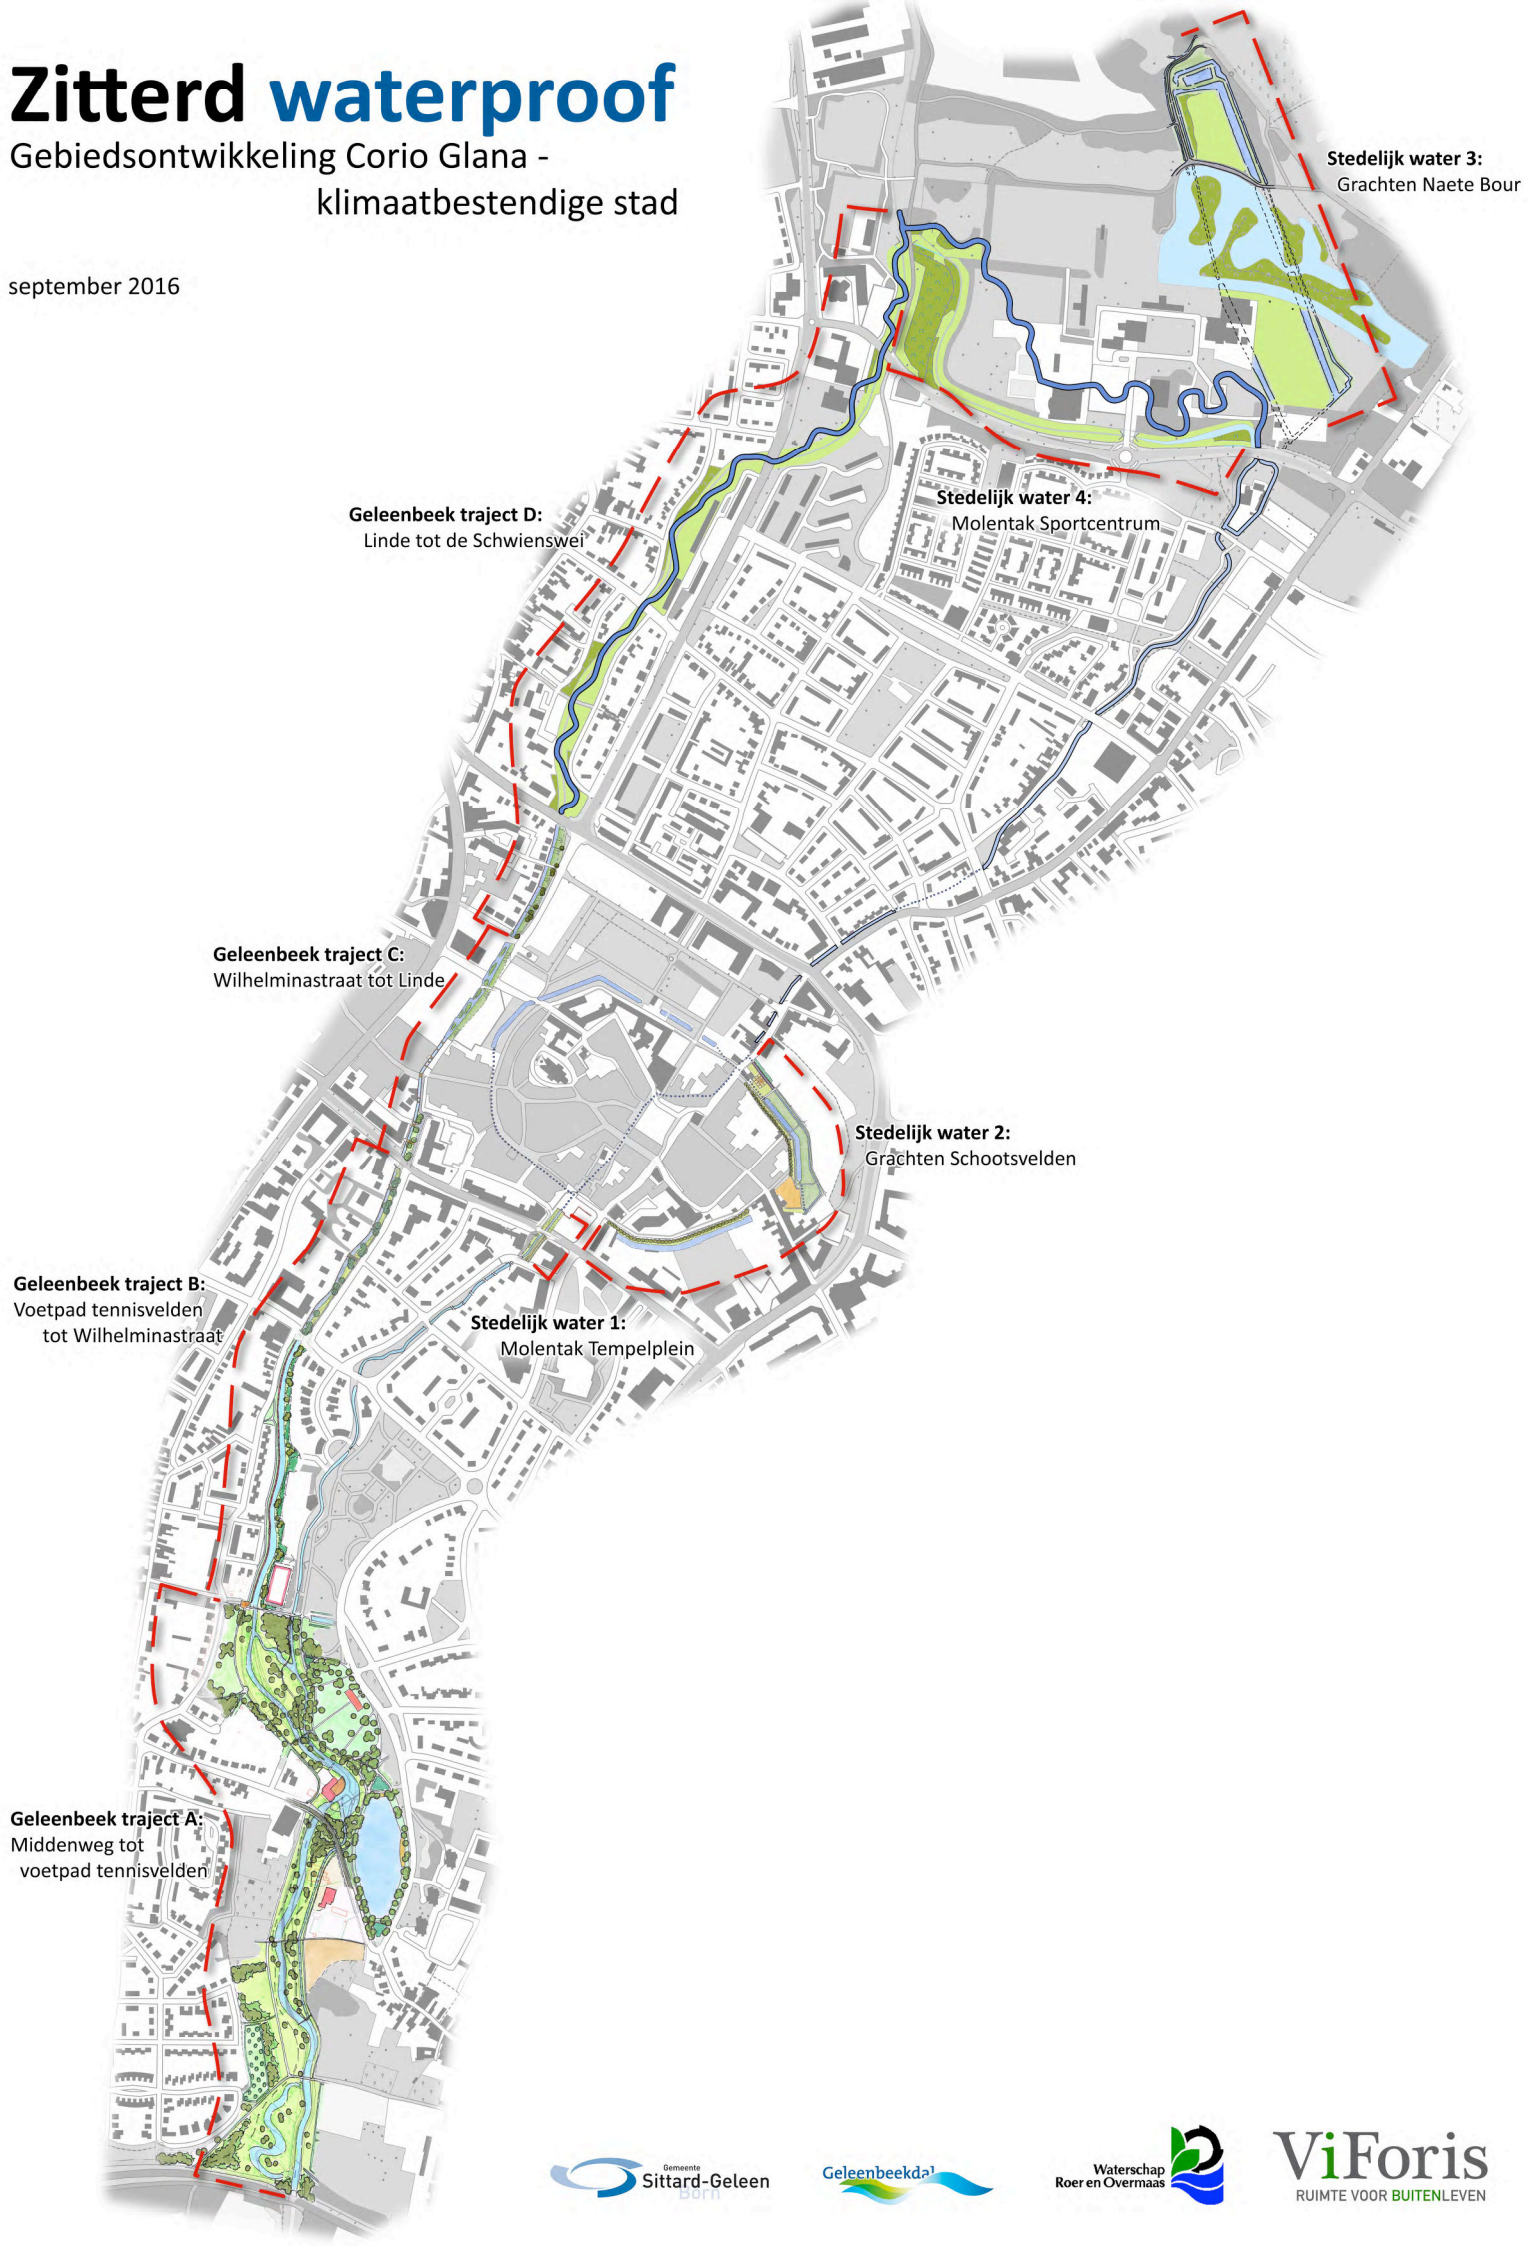 Zitterd waterproof
Gebiedsontwikkeling Corio Glana -
klimaatbestendige stad
september 2016
Stedelijk water 3:
Grachten Naete Bour
Stedelijk water 4:
Molentak Sportcentrum
Geleenbeek traject D:
Linde tot de Schwienswei
Geleenbeek traject C:
Wilhelminastraat tot Linde
Stedelijk water 2:
Grachten Schootsvelden
Geleenbeek traject B:
Voetpad tennisvelden
tot Wilhelminastraat
Stedelijk water 1:
Molentak Tempelplein
Geleenbeek traject A:
Middenweg tot
voetpad tennisvelden
Gemeente
Sittard-Geleen
Born
Geleenbeekdal
Waterschap
Roer en Overmaas
ViForis
RUIMTE VOOR BUITENLEVEN